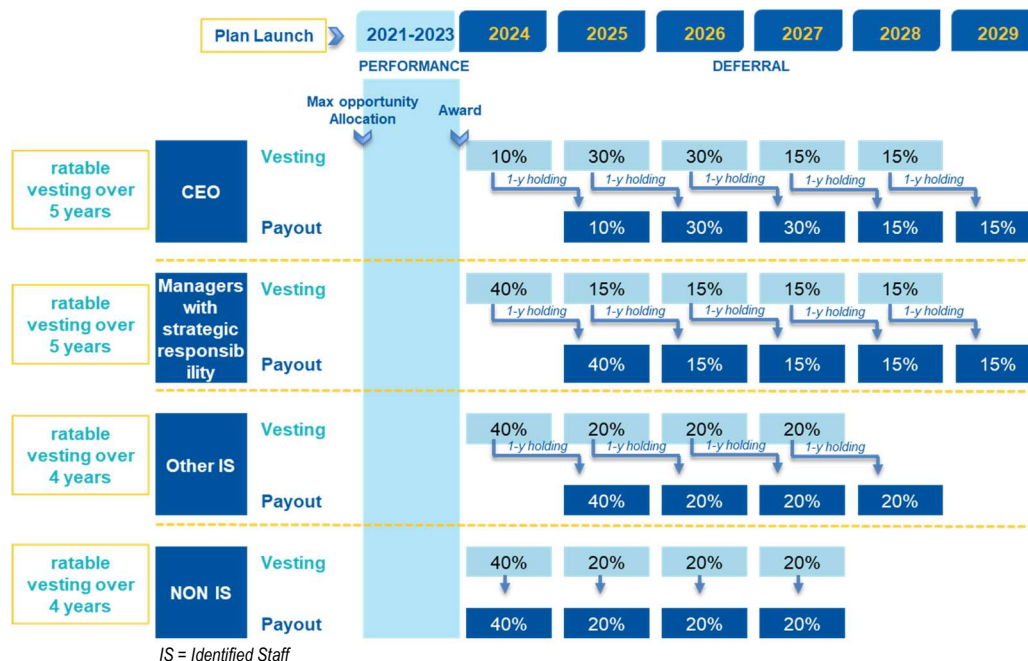 Plan Launch
2021-2023 2024 2025 2026 2027 2028 2029
PERFORMANCE DEFERRAL
Max opportunity
Allocation
Award
ratable
vesting over
5 years
CEO
Vesting 10% 30% 30% 15% 15%
1-y holding 1-y holding 1-y holding 1-y holding 1-y holding
Payout 10% 30% 30% 15% 15%
ratable
vesting over
5 years
Managers
with
strategic
responsib
ility
Vesting 40% 15% 15% 15% 15%
1-y holding 1-y holding 1-y holding 1-y holding 1-y holding
Payout 40% 15% 15% 15% 15%
ratable
vesting over
4 years
Other IS
Vesting 40% 20% 20% 20%
1-y holding 1-y holding 1-y holding 1-y holding
Payout 40% 20% 20% 20%
ratable
vesting over
4 years
NON IS
Vesting 40% 20% 20% 20%
Payout 40% 20% 20% 20%
IS = Identified Staff